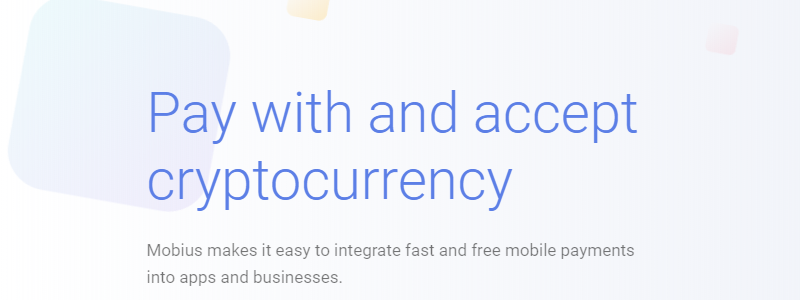 Pay with and accept
cryptocurrency
Mobius makes it easy to integrate fast and free mobile payments
into apps and businesses.